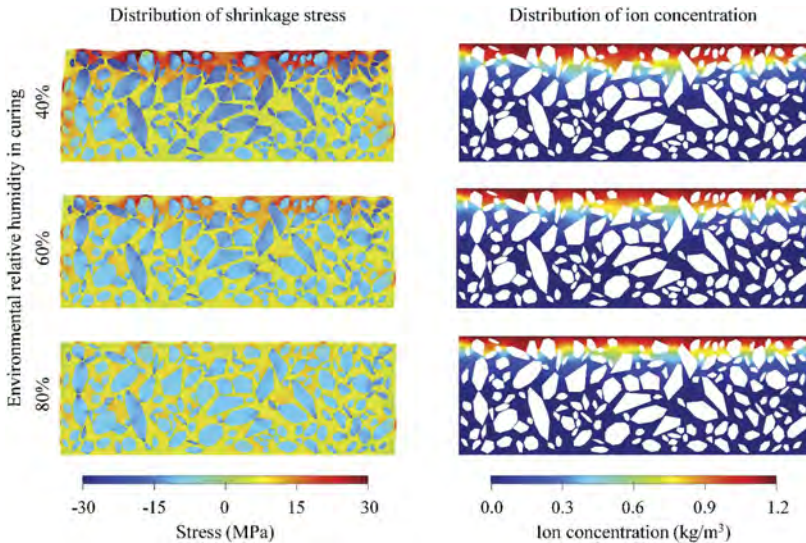 Distribution of shrinkage stress
Distribution of ion concentration
Environmental relative humidity in curing
40%
60%
80%
-30 -15 0 15 30
Stress (MPa)
0.0 0.3 0.6 0.9 1.2
Ion concentration (kg/m³)